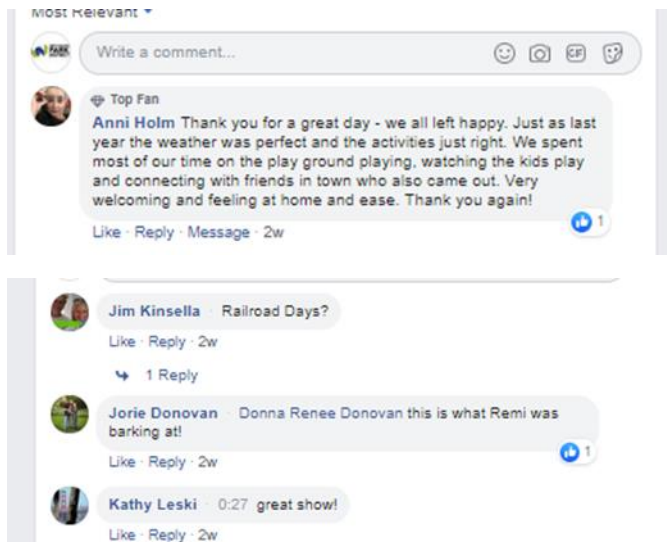 Most Relevant
Write a comment...
GIF
Top Fan
Anni Holm Thank you for a great day - we all left happy. Just as last
year the weather was perfect and the activities just right. We spent
most of our time on the play ground playing, watching the kids play
and connecting with friends in town who also came out. Very
welcoming and feeling at home and ease. Thank you again!
1
Like · Reply · Message · 2w
Jim Kinsella · Railroad Days?
Like · Reply · 2w
1 Reply
Jorie Donovan · Donna Renee Donovan this is what Remi was
barking at!
1
Like · Reply · 2w
Kathy Leski · 0:27 great show!
Like · Reply · 2w